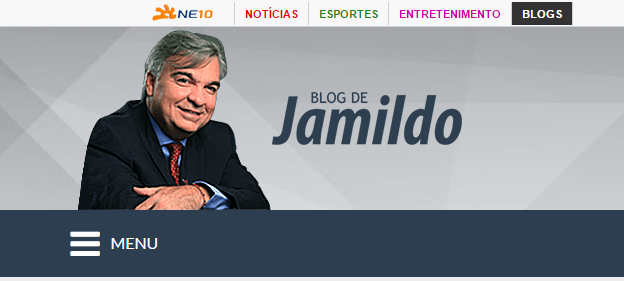 NE10 NOTÍCIAS ESPORTES ENTRETENIMENTO BLOGS
BLOG DE
Jamildo
MENU